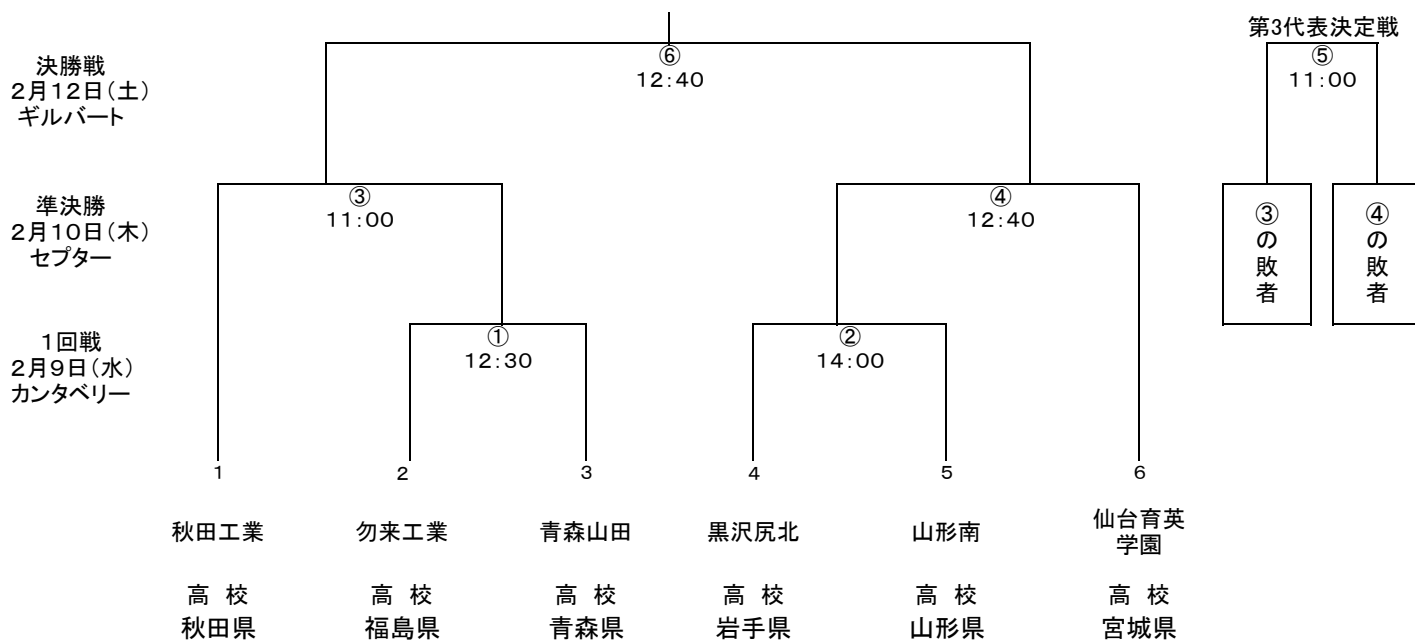 第3代表決定戦
決勝戦
2月12日(土)
ギルバート
⑥
12:40
⑤
11:00
準決勝
2月10日(木)
セプター
③
11:00
④
12:40
③の敗者
④の敗者
1回戦
2月9日(水)
カンタベリー
①
12:30
②
14:00
1 2 3 4 5 6
秋田工業 勿来工業 青森山田 黒沢尻北 山形南 仙台育英
学園
高 校 高 校 高 校 高 校 高 校 高 校
秋田県 福島県 青森県 岩手県 山形県 宮城県